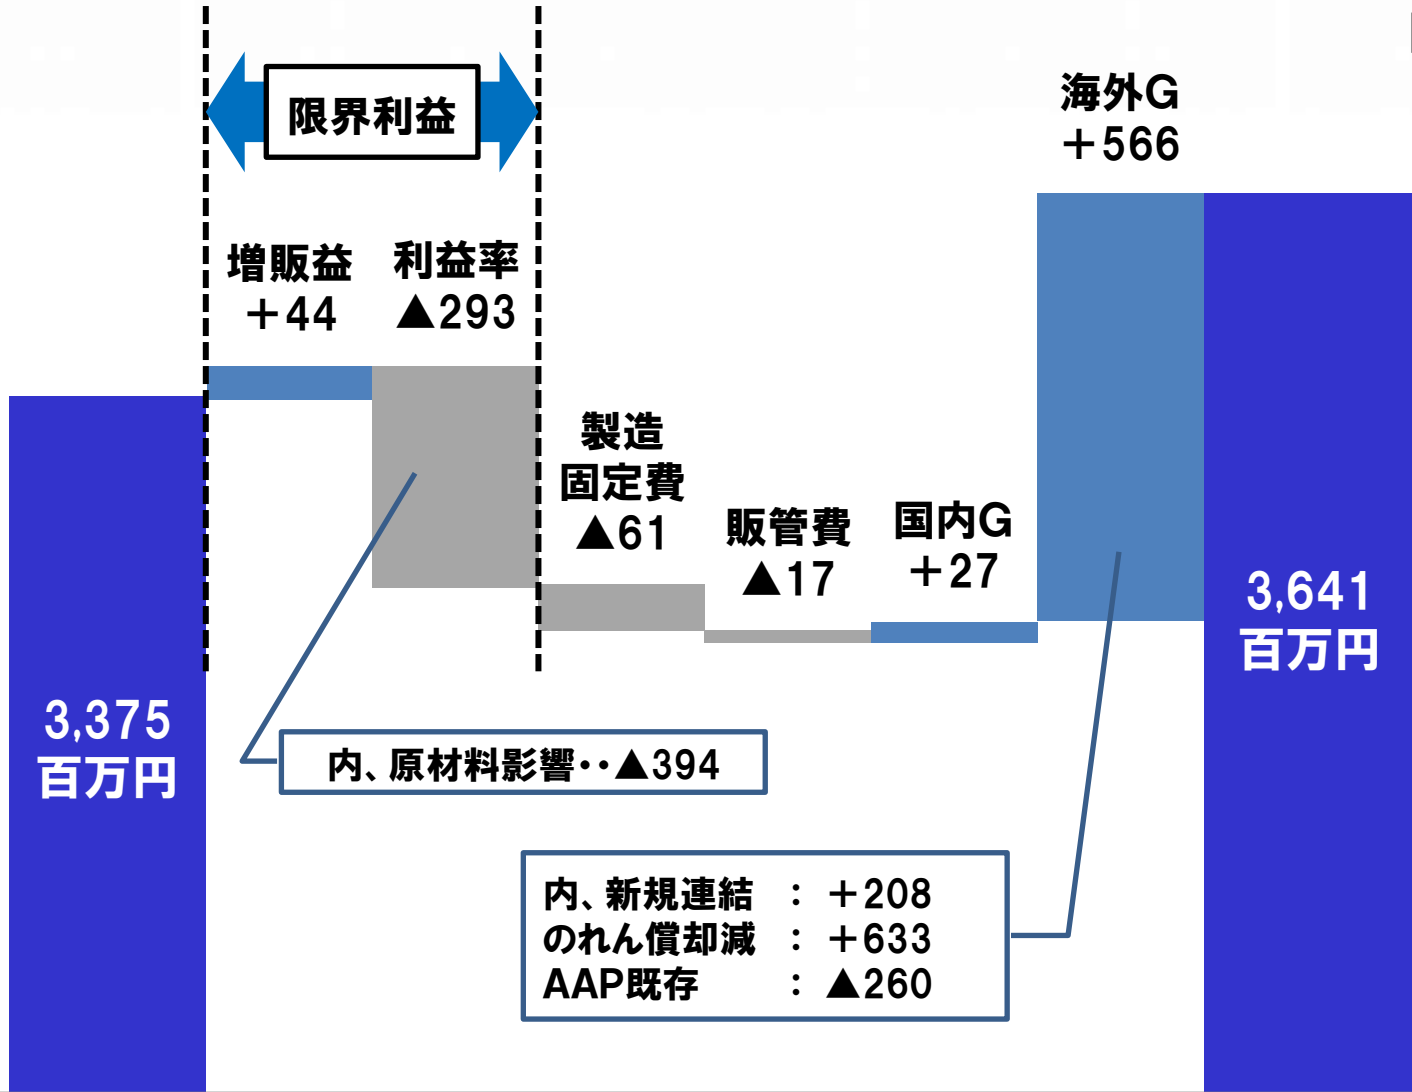 限界利益
海外G
＋566
増販益
＋44
利益率
▲293
製造
固定費
▲61
販管費
▲17
国内G
＋27
3,375
百万円
3,641
百万円
内、原材料影響・・▲394
内、新規連結 ： ＋208
のれん償却減 ： ＋633
AAP既存 ： ▲260